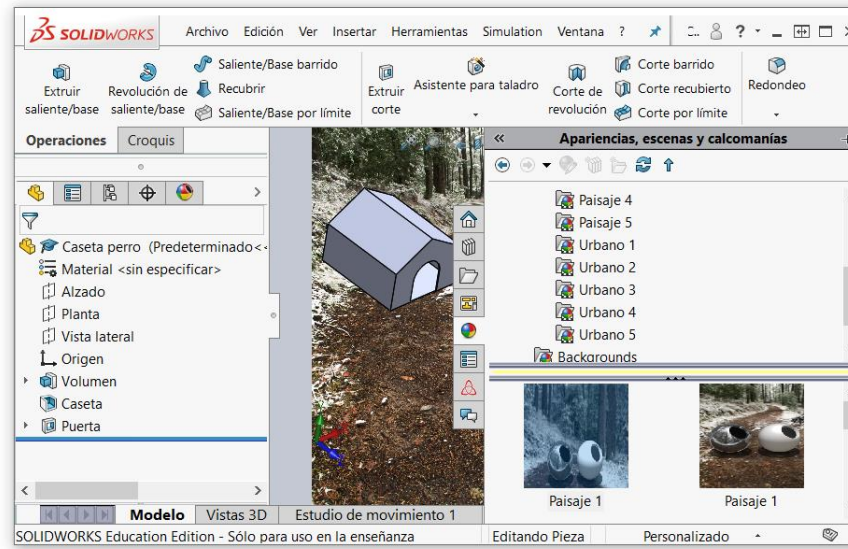 SOLIDWORKS Archivo Edición Ver Insertar Herramientas Simulation Ventana ?
Extruir saliente/base
Revolución de saliente/base
Saliente/Base barrido
Recubrir
Saliente/Base por límite
Extruir corte
Asistente para taladro
Corte de revolución
Corte barrido
Corte recubierto
Corte por límite
Redondeo
Operaciones Croquis
Caseta perro (Predeterminado<<
Material <sin especificar>
Alzado
Planta
Vista lateral
Origen
Volumen
Caseta
Puerta
Apariencias, escenas y calcomanías
Paisaje 4
Paisaje 5
Urbano 1
Urbano 2
Urbano 3
Urbano 4
Urbano 5
Backgrounds
Paisaje 1 Paisaje 1
Modelo Vistas 3D Estudio de movimiento 1
SOLIDWORKS Education Edition - Sólo para uso en la enseñanza Editando Pieza Personalizado